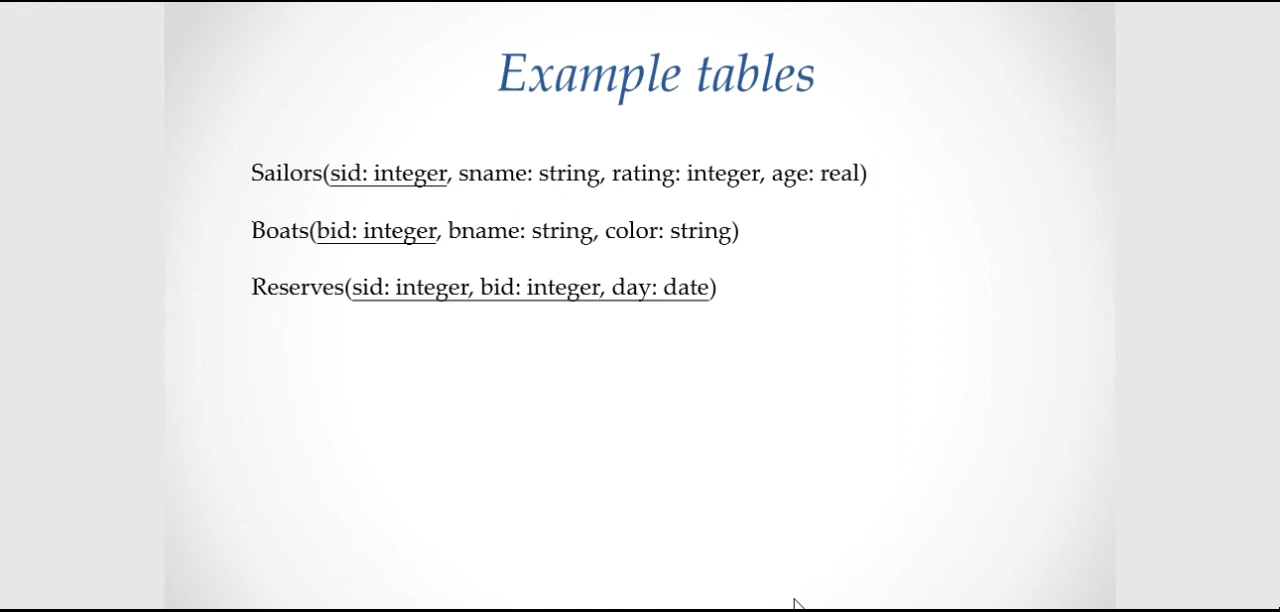 Example tables
Sailors(sid: integer, sname: string, rating: integer, age: real)
Boats(bid: integer, bname: string, color: string)
Reserves(sid: integer, bid: integer, day: date)